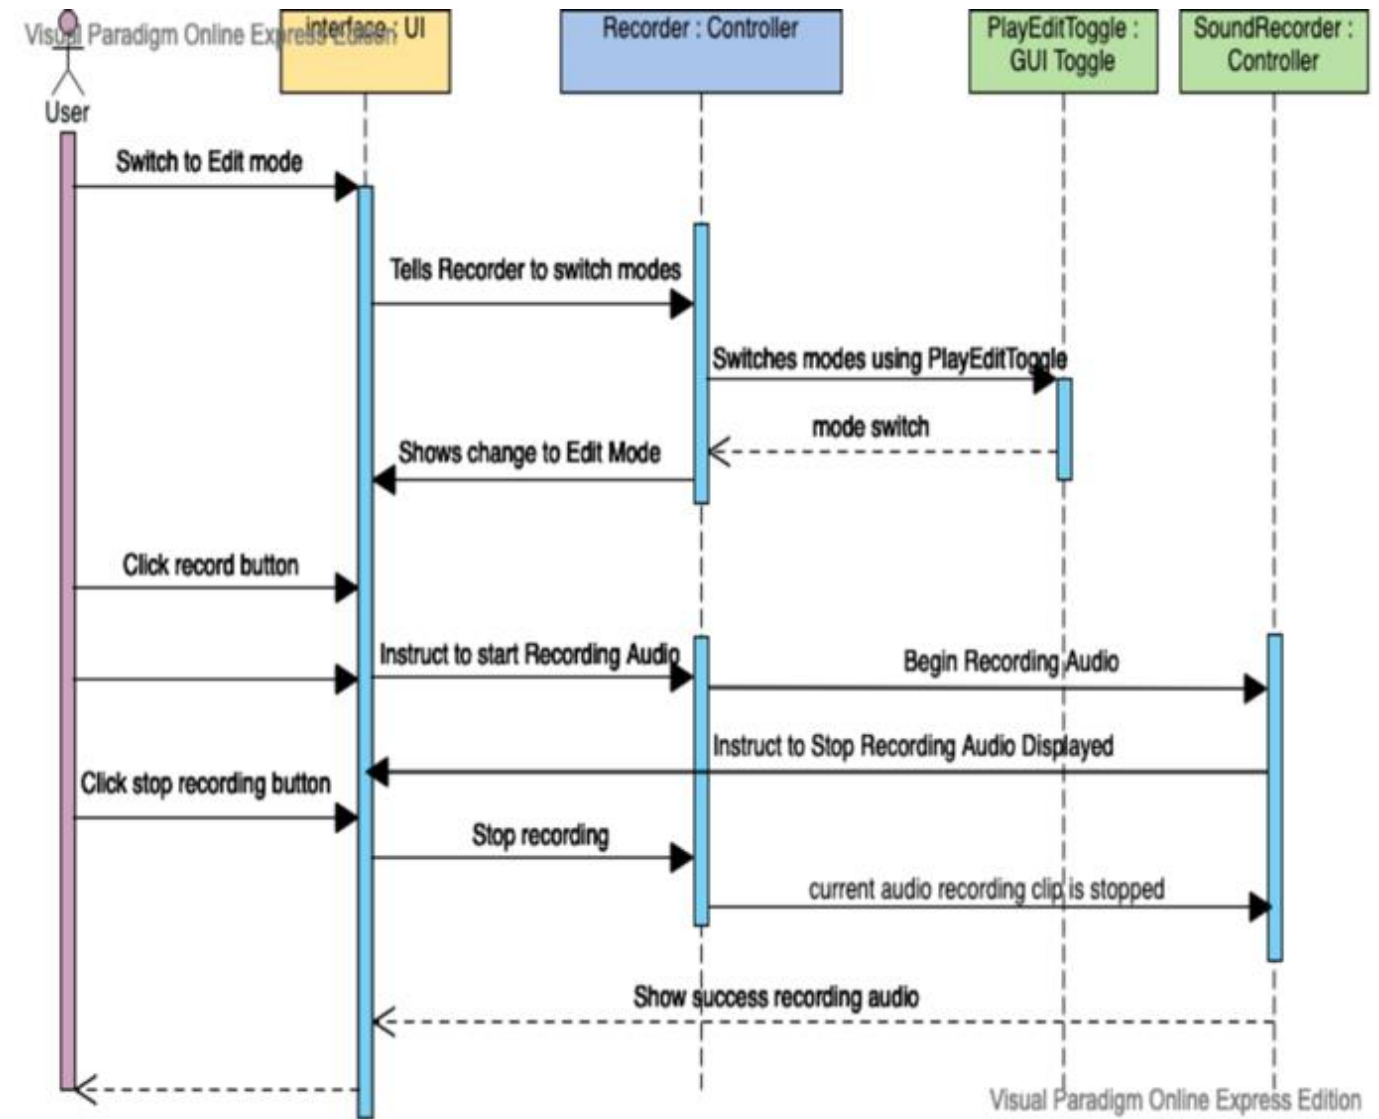 Visual Paradigm Online Express Edition
interface : UI
Recorder : Controller
PlayEditToggle :
GUI Toggle
SoundRecorder :
Controller
User
Switch to Edit mode
Tells Recorder to switch modes
Switches modes using PlayEditToggle
mode switch
Shows change to Edit Mode
Click record button
Instruct to start Recording Audio
Begin Recording Audio
Instruct to Stop Recording Audio Displayed
Click stop recording button
Stop recording
current audio recording clip is stopped
Show success recording audio
Visual Paradigm Online Express Edition